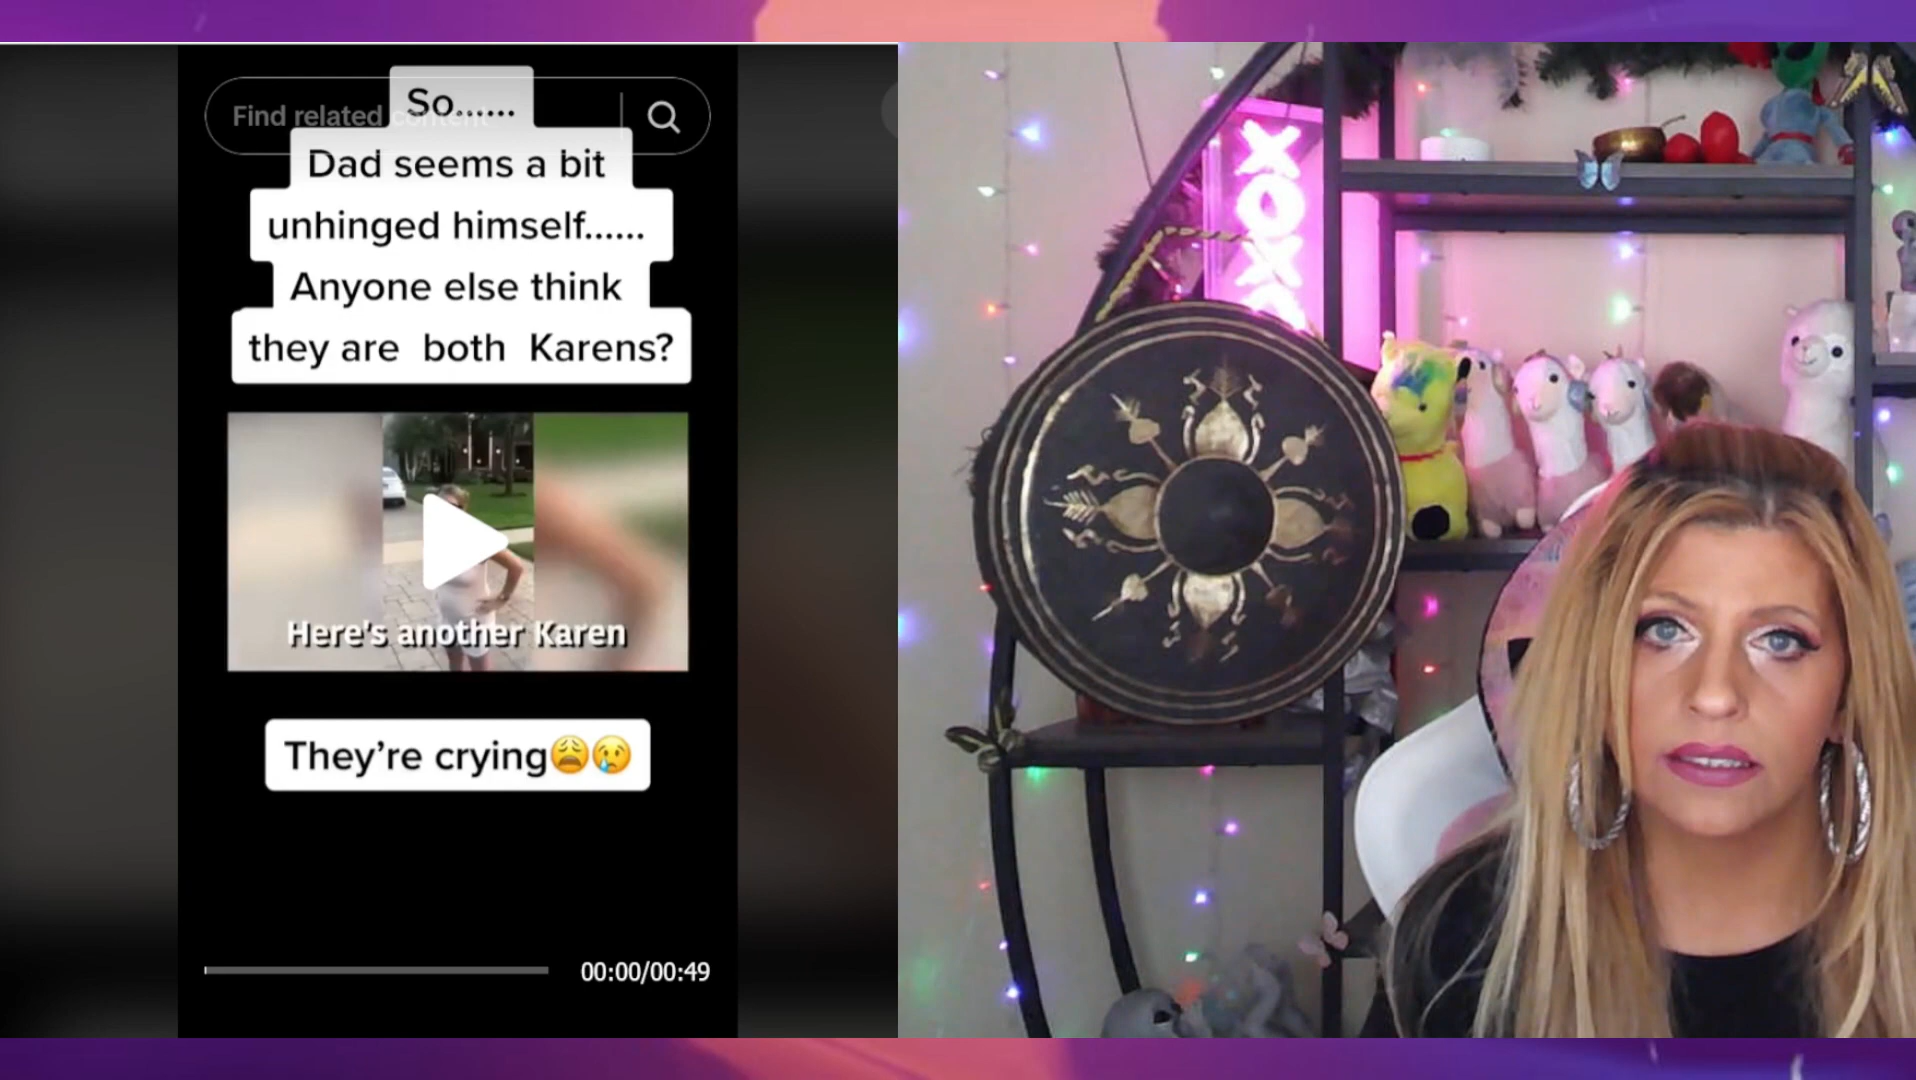 So......
Find related content
Dad seems a bit
unhinged himself......
Anyone else think
they are both Karens?
Here's another Karen
They're crying😩😢
00:00/00:49
XOXO